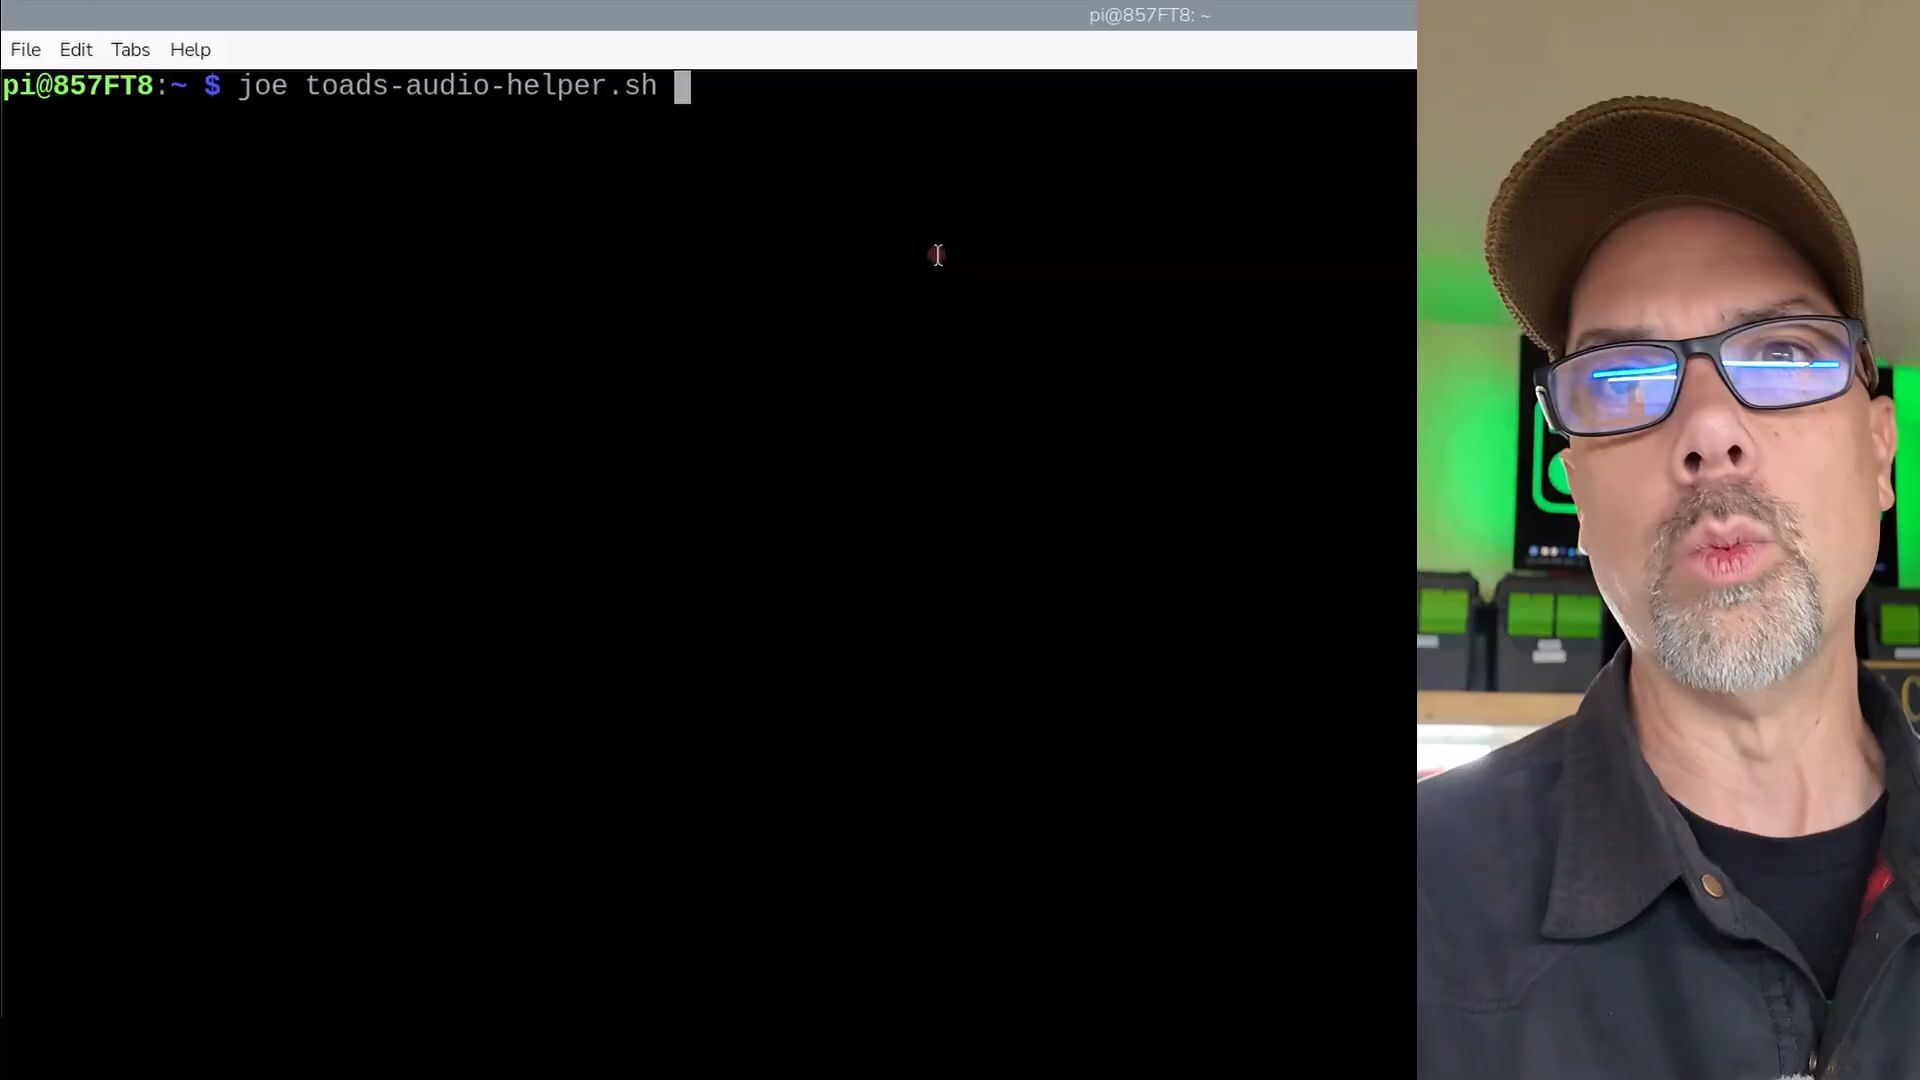 pi@857FT8: ~
File Edit Tabs Help
pi@857FT8:~ $ joe toads-audio-helper.sh
C